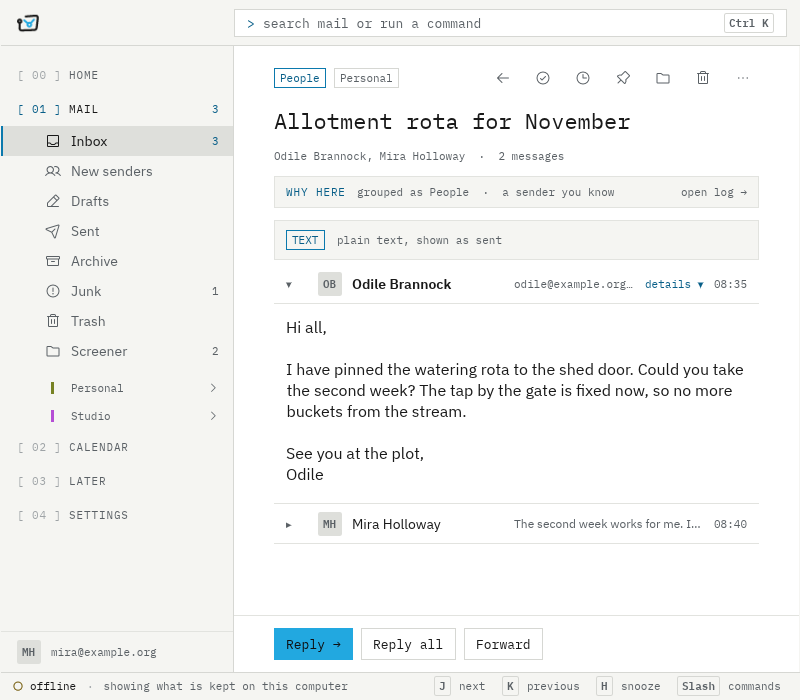 > search mail or run a command
Ctrl K
[ 00 ] HOME
[ 01 ] MAIL 3
Inbox 3
New senders
Drafts
Sent
Archive
Junk 1
Trash
Screener 2
Personal
Studio
[ 02 ] CALENDAR
[ 03 ] LATER
[ 04 ] SETTINGS
MH mira@example.org
People Personal
Allotment rota for November
Odile Brannock, Mira Holloway · 2 messages
WHY HERE grouped as People · a sender you know open log →
TEXT plain text, shown as sent
▾ OB Odile Brannock odile@example.org… details ▾ 08:35
Hi all,
I have pinned the watering rota to the shed door. Could you take
the second week? The tap by the gate is fixed now, so no more
buckets from the stream.
See you at the plot,
Odile
▸ MH Mira Holloway The second week works for me. I… 08:40
Reply → Reply all Forward
offline · showing what is kept on this computer
J next K previous H snooze Slash commands